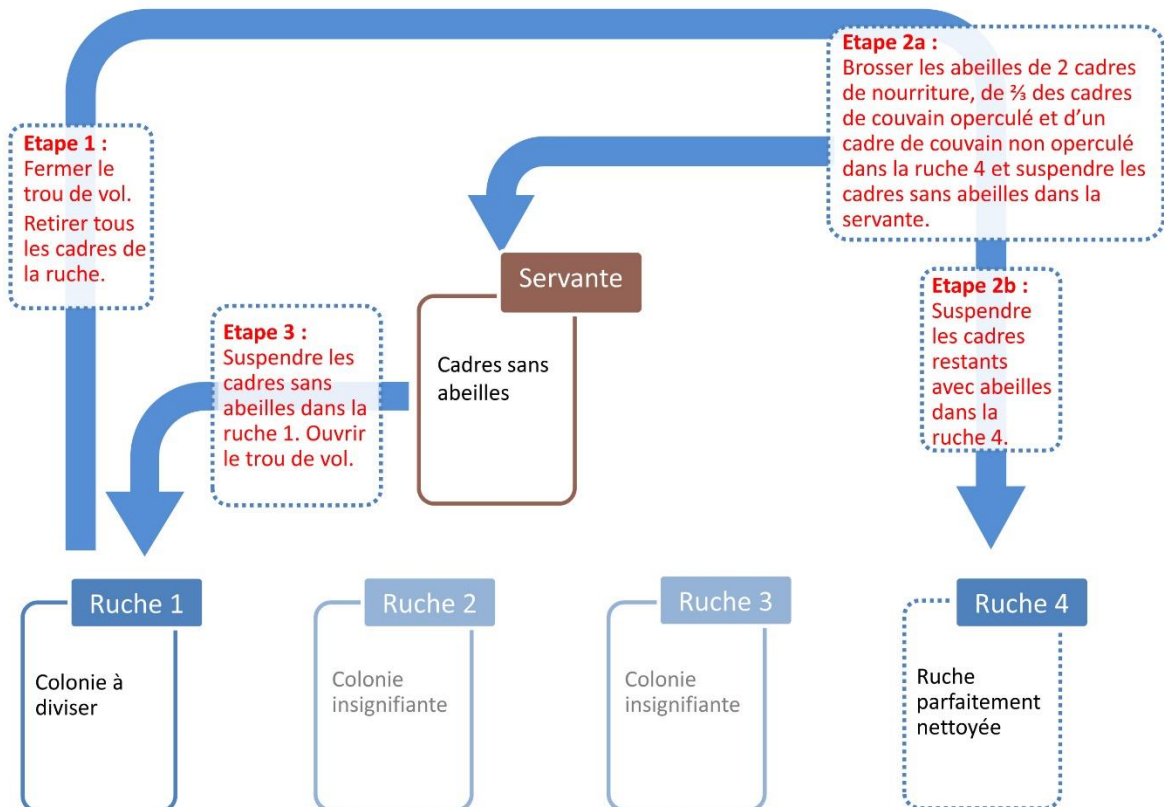 Etape 1 :
Fermer le
trou de vol.
Retirer tous
les cadres de
la ruche.
Etape 2a :
Brosser les abeilles de 2 cadres
de nourriture, de ⅔ des cadres
de couvain operculé et d’un
cadre de couvain non operculé
dans la ruche 4 et suspendre les
cadres sans abeilles dans la
servante.
Servante
Cadres sans
abeilles
Etape 2b :
Suspendre
les cadres
restants
avec abeilles
dans la
ruche 4.
Etape 3 :
Suspendre les
cadres sans
abeilles dans la
ruche 1. Ouvrir
le trou de vol.
Ruche 1
Colonie à
diviser
Ruche 2
Colonie
insignifiante
Ruche 3
Colonie
insignifiante
Ruche 4
Ruche
parfaitement
nettoyée